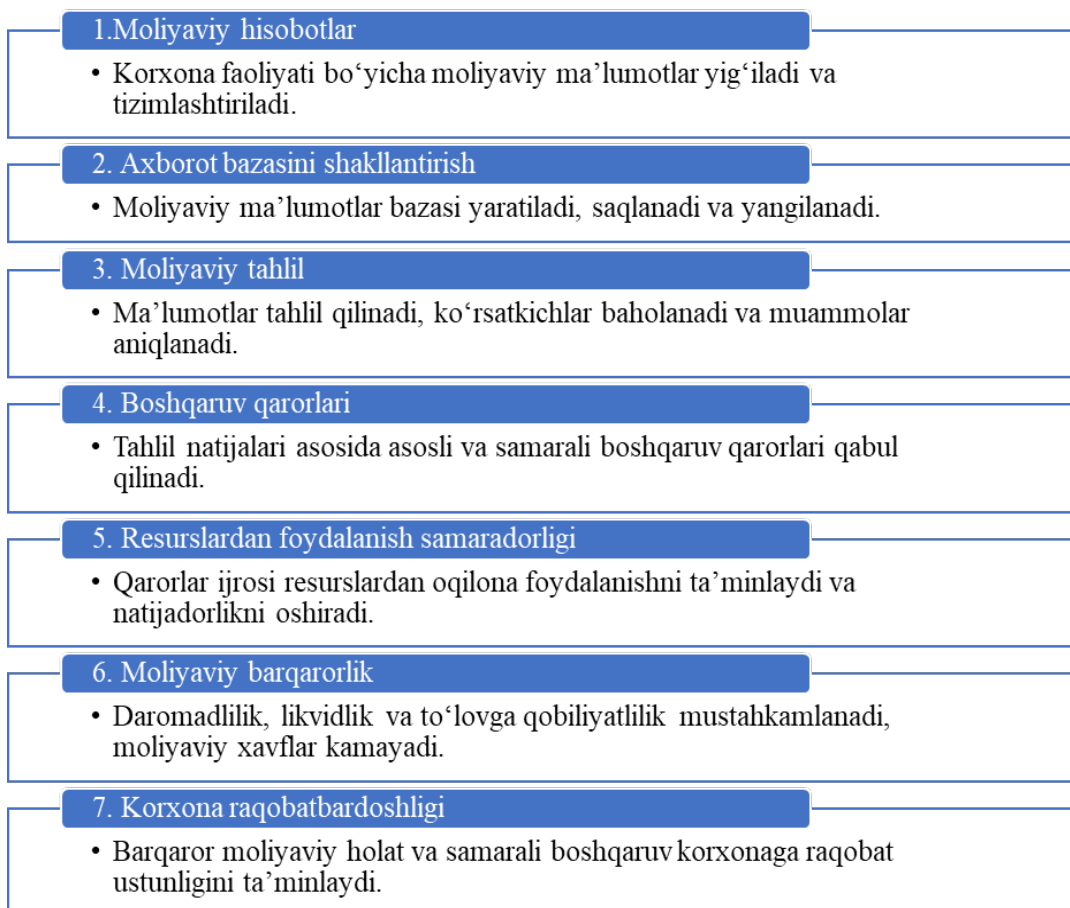 1.Moliyaviy hisobotlar
• Korxona faoliyati bo‘yicha moliyaviy ma’lumotlar yig‘iladi va
tizimlashtiriladi.
2. Axborot bazasini shakllantirish
• Moliyaviy ma’lumotlar bazasi yaratiladi, saqlanadi va yangilanadi.
3. Moliyaviy tahlil
• Ma’lumotlar tahlil qilinadi, ko‘rsatkichlar baholanadi va muammolar
aniqlanadi.
4. Boshqaruv qarorlari
• Tahlil natijalari asosida asosli va samarali boshqaruv qarorlari qabul
qilinadi.
5. Resurslardan foydalanish samaradorligi
• Qarorlar ijrosi resurslardan oqilona foydalanishni ta’minlaydi va
natijadorlikni oshiradi.
6. Moliyaviy barqarorlik
• Daromadlilik, likvidlik va to‘lovga qobiliyatlilik mustahkamlanadi,
moliyaviy xavflar kamayadi.
7. Korxona raqobatbardoshligi
• Barqaror moliyaviy holat va samarali boshqaruv korxonaga raqobat
ustunligini ta’minlaydi.